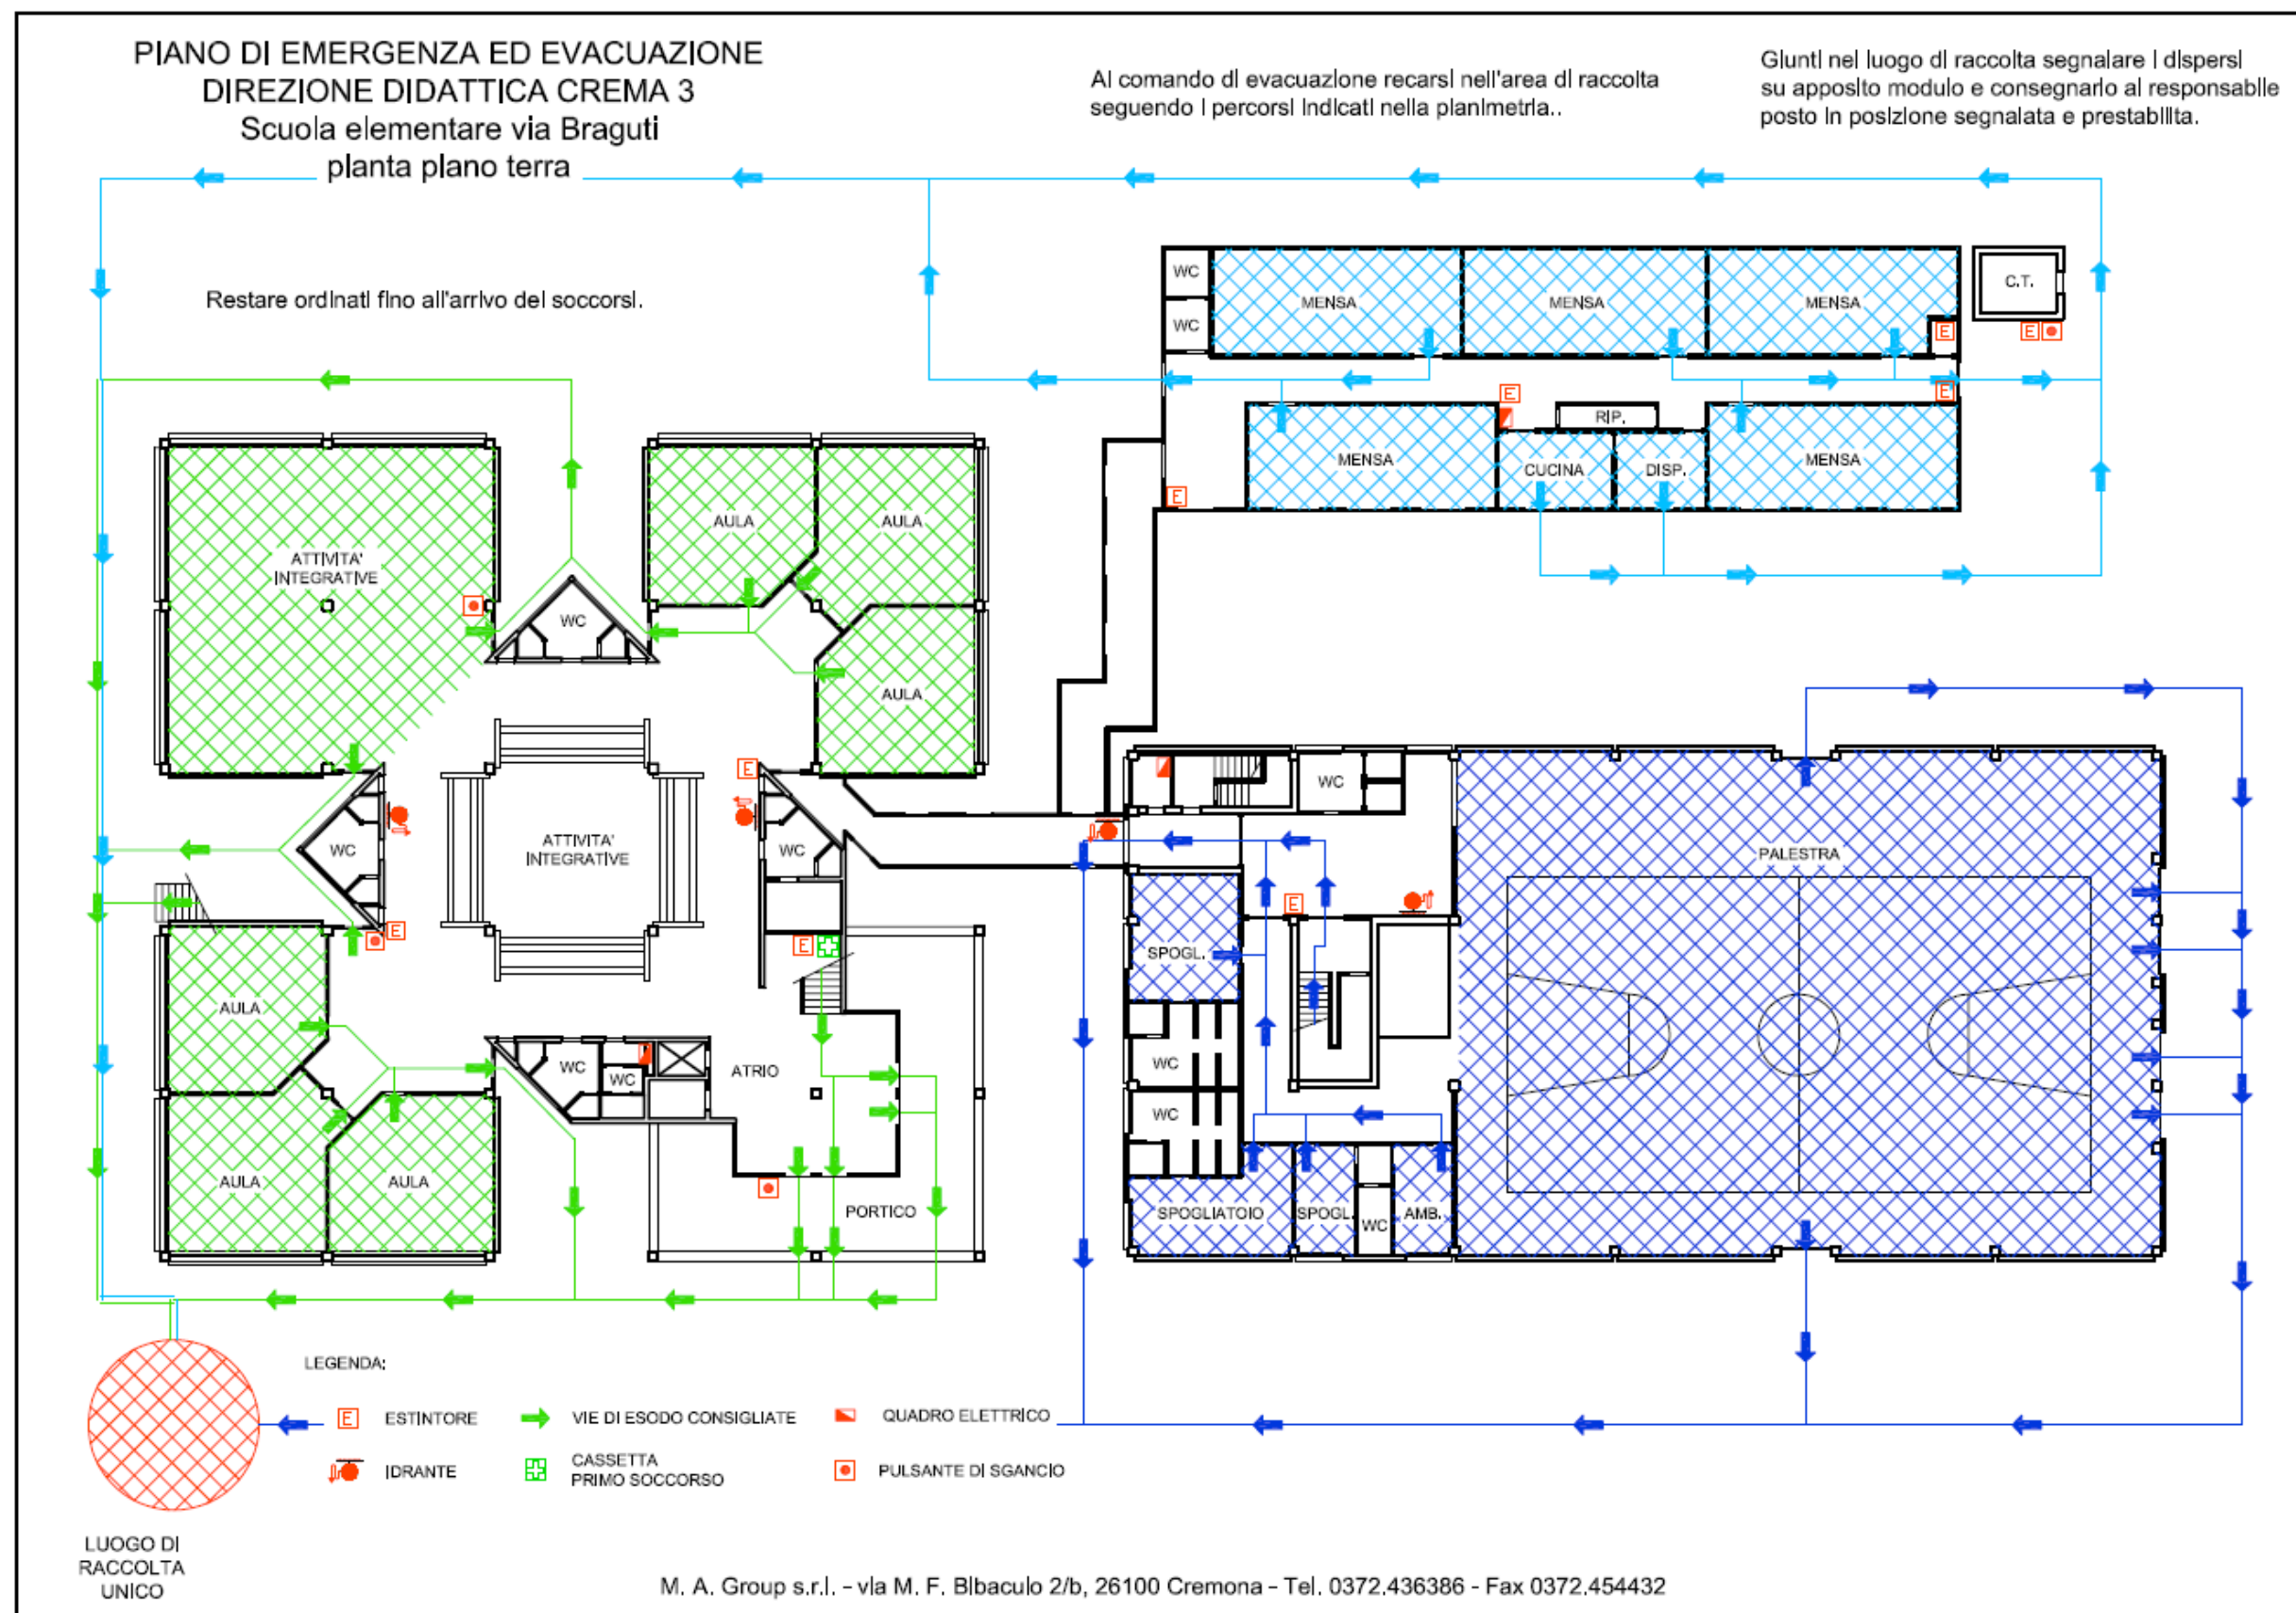 PIANO DI EMERGENZA ED EVACUAZIONE
DIREZIONE DIDATTICA CREMA 3
Scuola elementare via Braguti
planta plano terra
Al comando di evacuazione recarsi nell'area di raccolta
seguendo i percorsi indicati nella planimetria..
Giunti nel luogo di raccolta segnalare i dispersi
su apposito modulo e consegnarlo al responsabile
posto in posizione segnalata e prestabilita.
Restare ordinati fino all'arrivo dei soccorsi.
WC
MENSA
MENSA
MENSA
C.T.
WC
E
E
E
E
RIP.
MENSA
CUCINA
DISP.
MENSA
E
AULA
AULA
ATTIVITA'
INTEGRATIVE
WC
AULA
E
WC
ATTIVITA'
INTEGRATIVE
WC
WC
PALESTRA
E
E
E
SPOGL.
AULA
WC
WC
WC
ATRIO
WC
AULA
AULA
PORTICO
SPOGLIATOIO
SPOGL.
WC
AMB.
LEGENDA:
E
ESTINTORE
VIE DI ESODO CONSIGLIATE
QUADRO ELETTRICO
IDRANTE
CASSETTA
PRIMO SOCCORSO
PULSANTE DI SGANCIO
LUOGO DI
RACCOLTA
UNICO
M. A. Group s.r.l. - via M. F. Bibaculo 2/b, 26100 Cremona - Tel. 0372.436386 - Fax 0372.454432